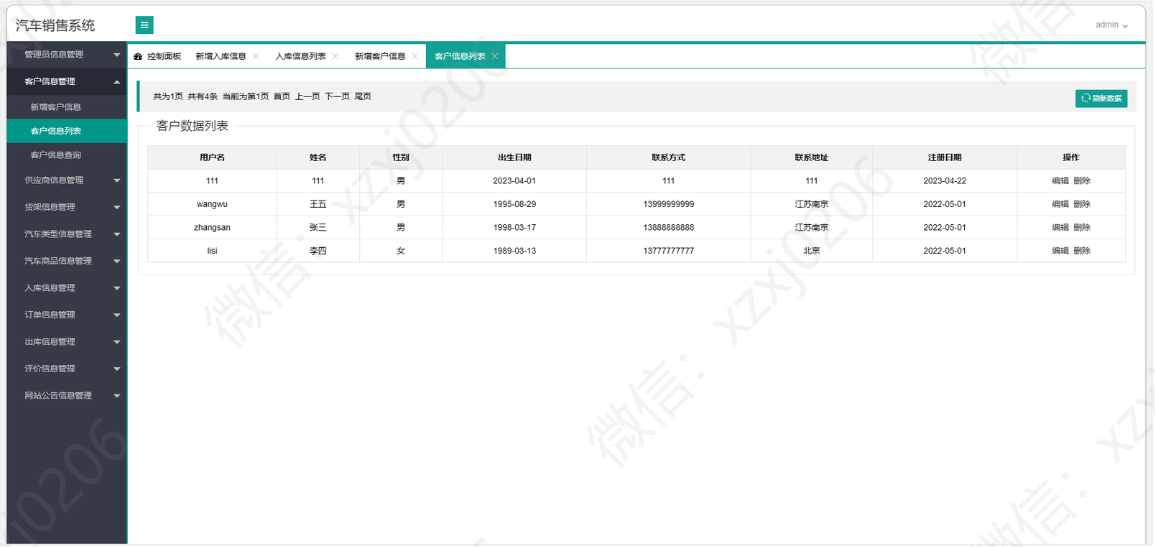 汽车销售系统
admin
管理员信息管理
客户信息管理
新增客户信息
客户信息列表
客户信息查询
供应商信息管理
货架信息管理
汽车类型信息管理
汽车商品信息管理
入库信息管理
订单信息管理
出库信息管理
评价信息管理
网站公告信息管理
控制面板 新增入库信息 入库信息列表 新增客户信息 客户信息列表
共为1页 共有4条 当前为第1页 首页 上一页 下一页 尾页 刷新数据
客户数据列表
用户名 姓名 性别 出生日期 联系方式 联系地址 注册日期 操作
111 111 男 2023-04-01 111 111 2023-04-22 编辑 删除
wangwu 王五 男 1995-08-29 13999999999 江苏南京 2022-05-01 编辑 删除
zhangsan 张三 男 1998-03-17 13888888888 江苏南京 2022-05-01 编辑 删除
lisi 李四 女 1989-03-13 13777777777 北京 2022-05-01 编辑 删除
微信：xzxj0206
微信：xzxj0206
微信：
微信：
xzx
j0206